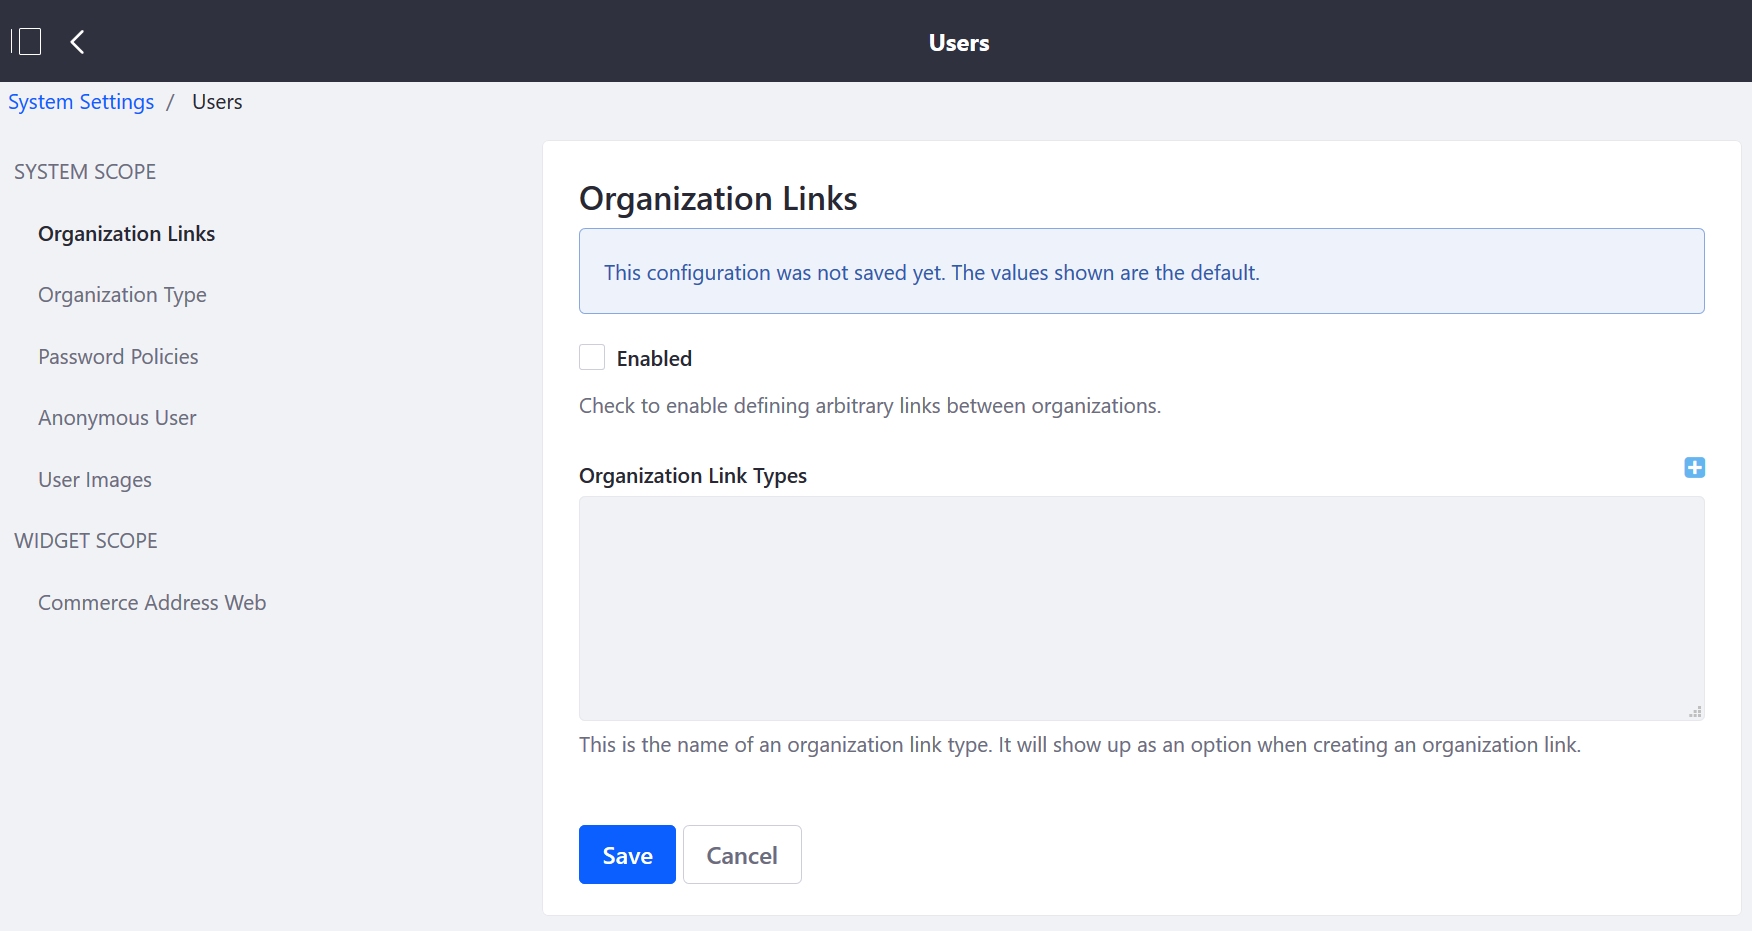 Users
System Settings / Users
SYSTEM SCOPE
Organization Links
Organization Type
Password Policies
Anonymous User
User Images
WIDGET SCOPE
Commerce Address Web
Organization Links
This configuration was not saved yet. The values shown are the default.
Enabled
Check to enable defining arbitrary links between organizations.
Organization Link Types
This is the name of an organization link type. It will show up as an option when creating an organization link.
Save Cancel